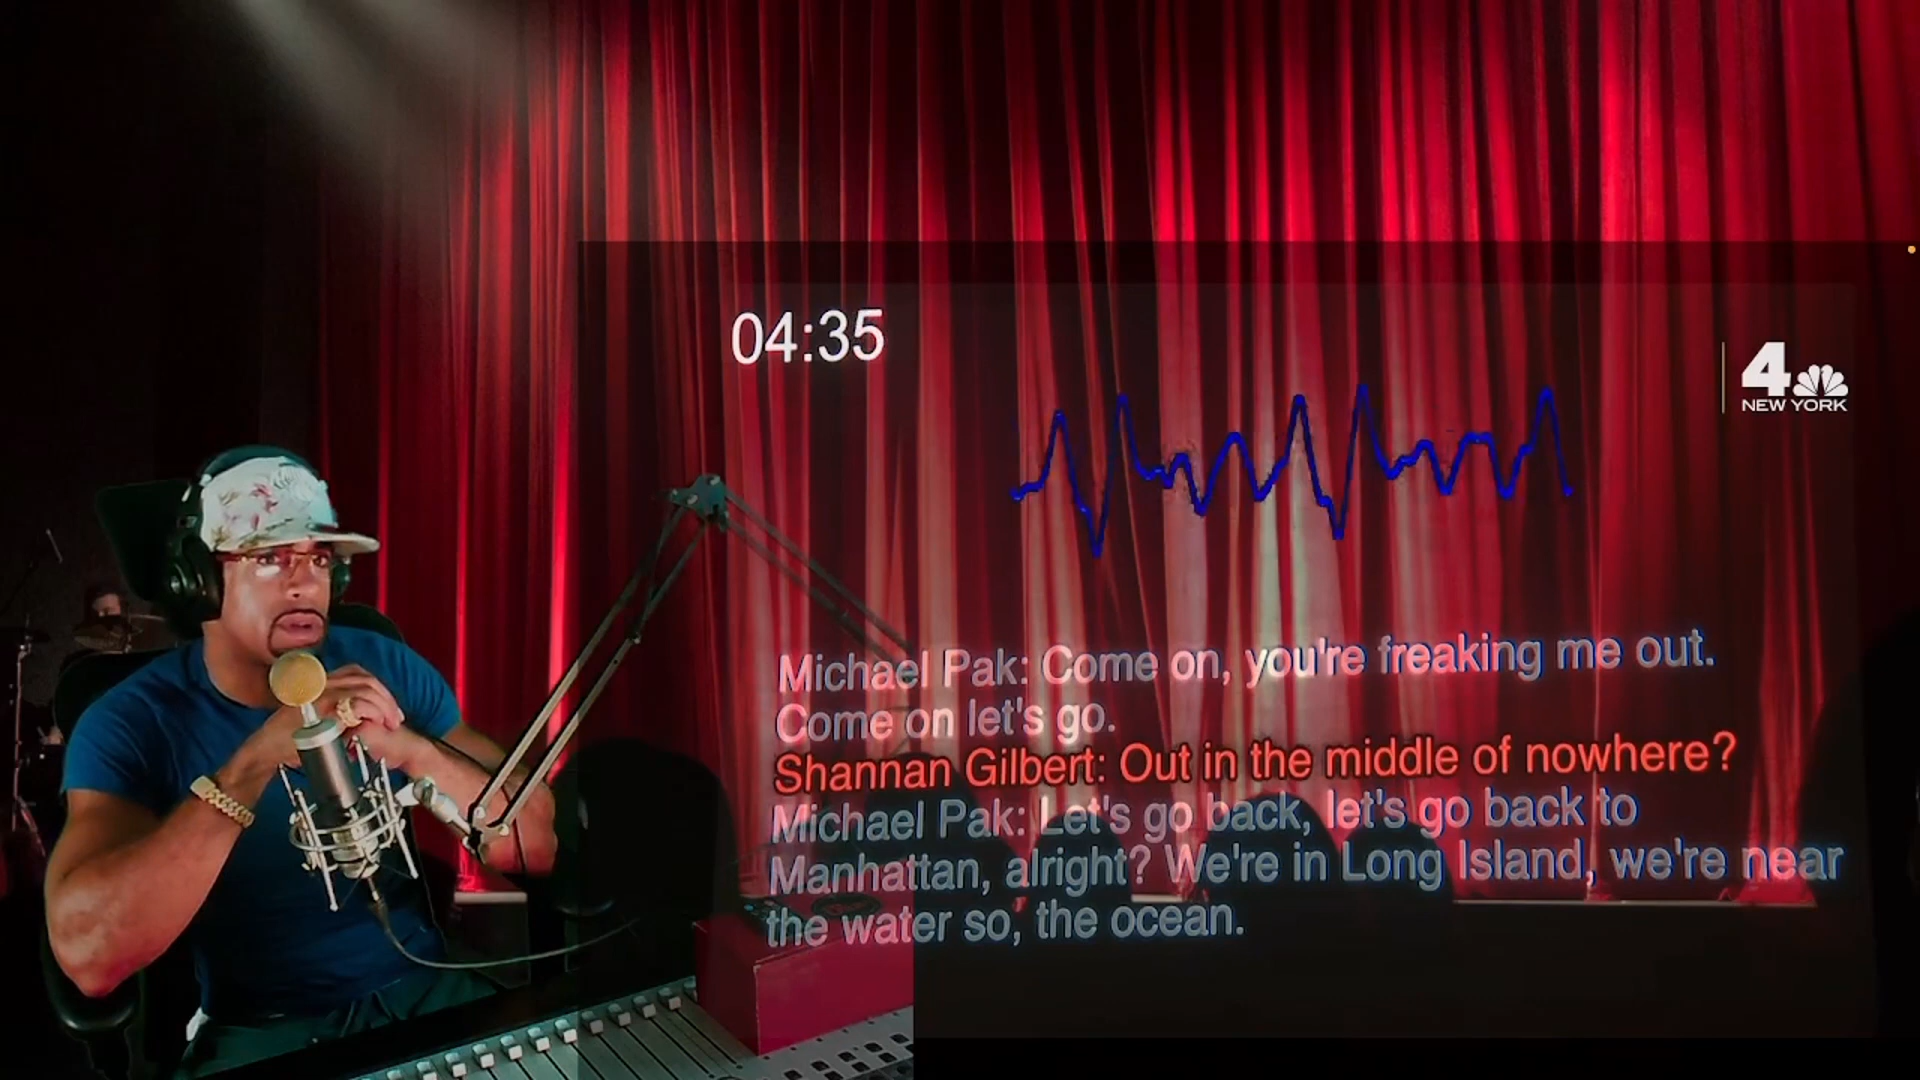 04:35
4
NEW YORK
Michael Pak: Come on, you're freaking me out.
Come on let's go.
Shannan Gilbert: Out in the middle of nowhere?
Michael Pak: Let's go back, let's go back to
Manhattan, alright? We're in Long Island, we're near
the water so, the ocean.